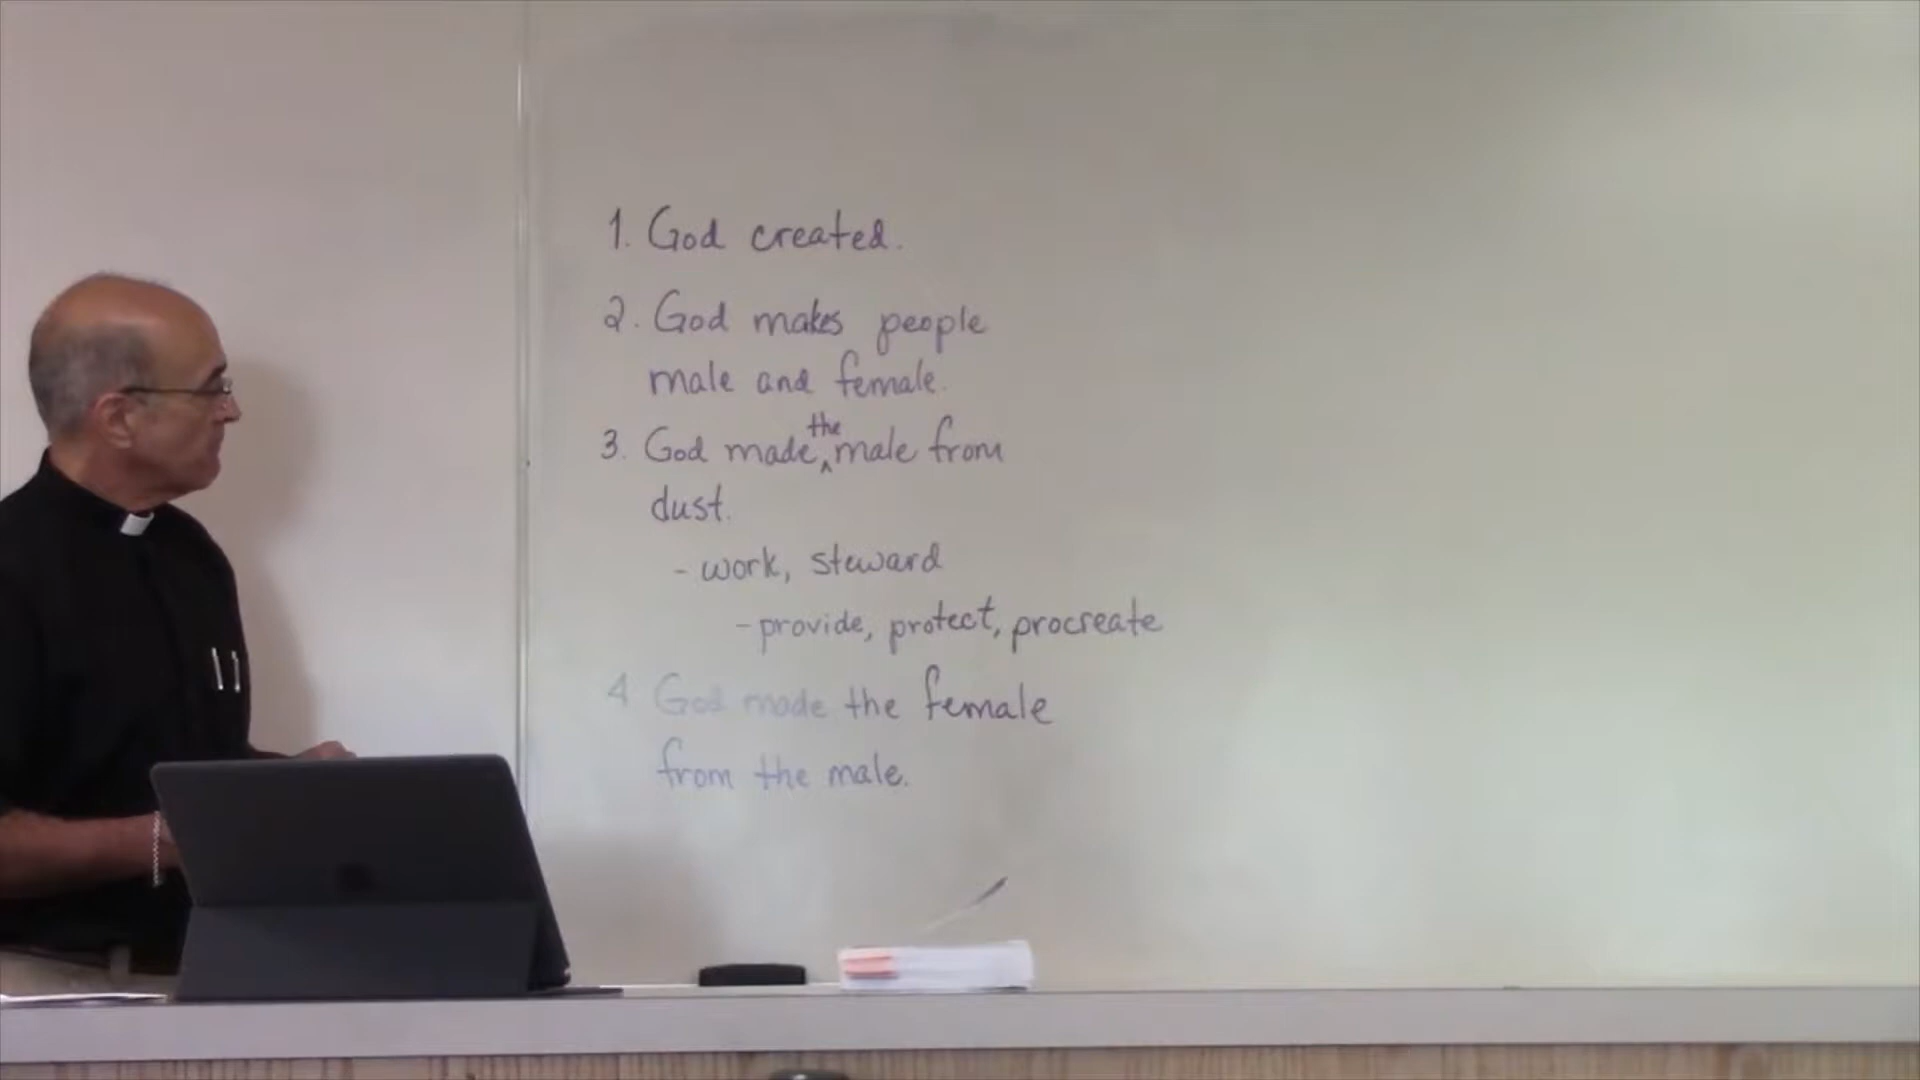 1. God created.
2. God makes people
male and female.
3. God made the male from
dust.
- work, steward
- provide, protect, procreate
4 God made the female
from the male.